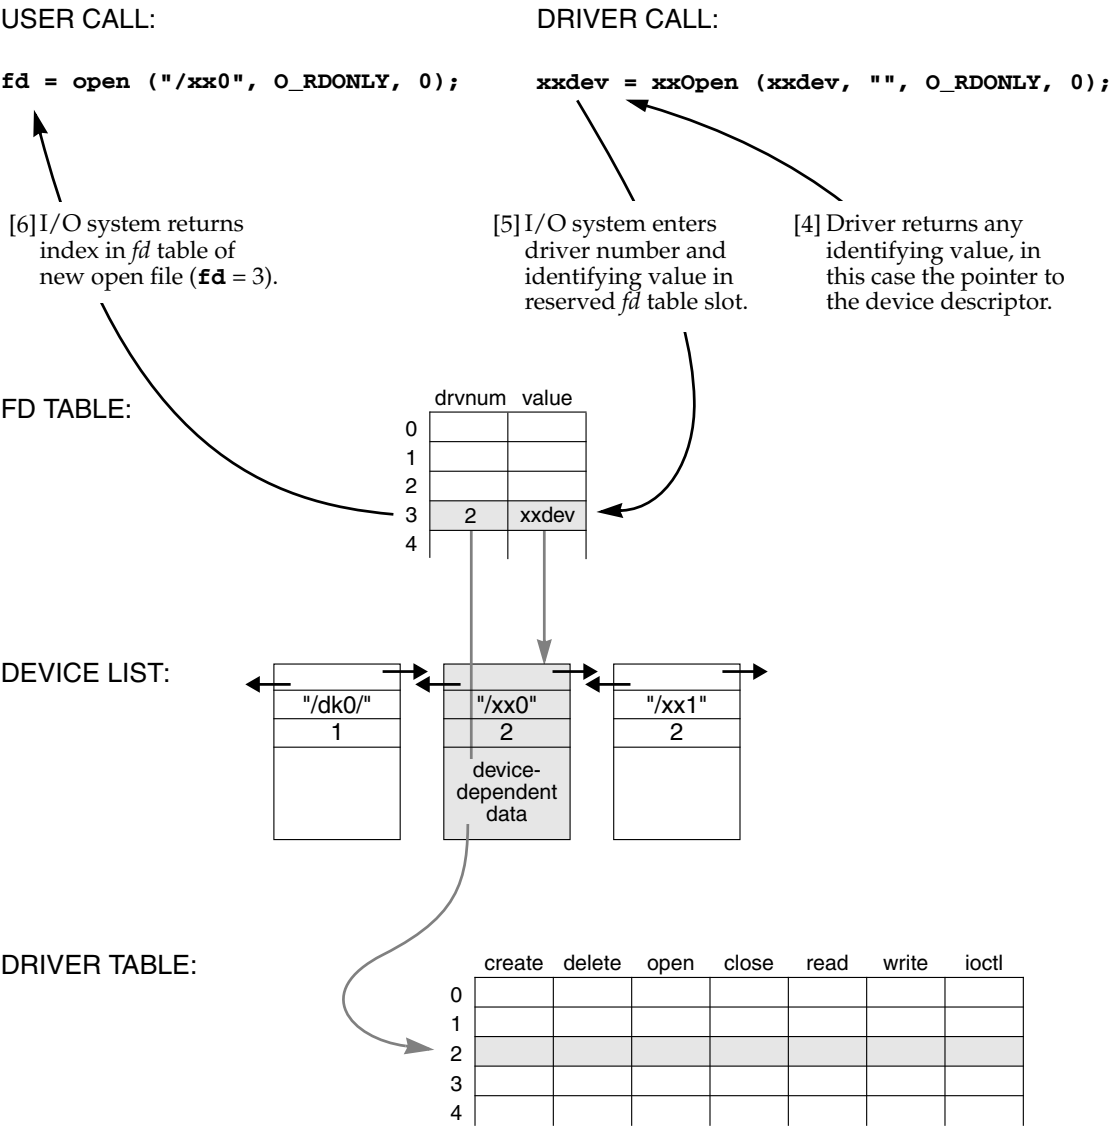 USER CALL:
DRIVER CALL:
fd = open ("/xx0", O_RDONLY, 0);
xxdev = xxOpen (xxdev, "", O_RDONLY, 0);
[6] I/O system returns
index in fd table of
new open file (fd = 3).
[5] I/O system enters
driver number and
identifying value in
reserved fd table slot.
[4] Driver returns any
identifying value, in
this case the pointer to
the device descriptor.
FD TABLE:
drvnum value
0
1
2
3 2 xxdev
4
DEVICE LIST:
"/dk0/" "/xx0" "/xx1"
1 2 2
device-
dependent
data
DRIVER TABLE:
create delete open close read write ioctl
0
1
2
3
4